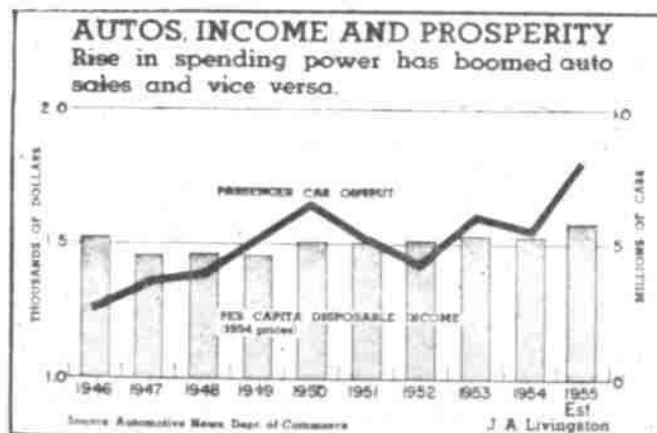 AUTOS, INCOME AND PROSPERITY
Rise in spending power has boomed auto
sales and vice versa.
2.0
1.5
1.0
THOUSANDS OF DOLLARS
PASSENGER CAR OUTPUT
PER CAPITA DISPOSABLE INCOME
(1954 prices)
10
5
0
MILLIONS OF CARS
1946 1947 1948 1949 1950 1951 1952 1953 1954 1955
Est
Source Automotive News, Dept. of Commerce
J. A. Livingston